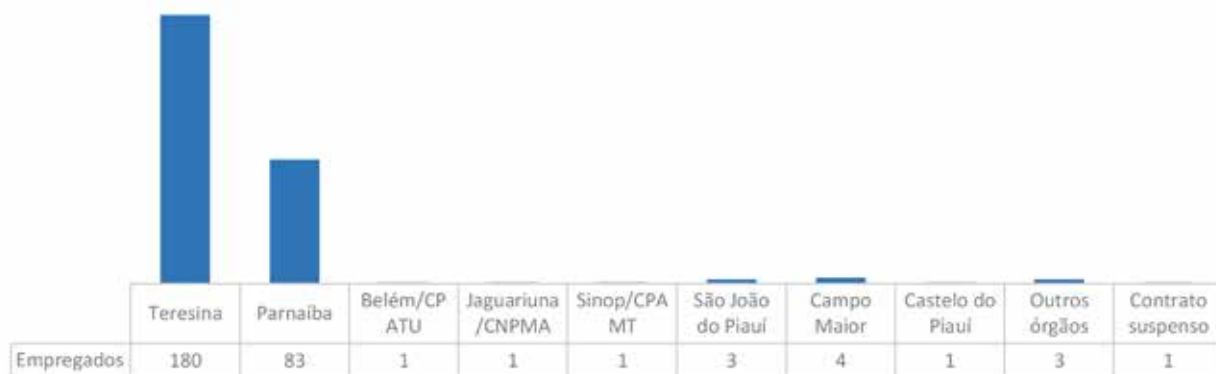 Teresina Parnaíba Belém/CP ATU Jaguariuna /CNPMA Sinop/CPA MT São João do Piauí Campo Maior Castelo do Piauí Outros órgãos Contrato suspenso
Empregados 180 83 1 1 1 3 4 1 3 1